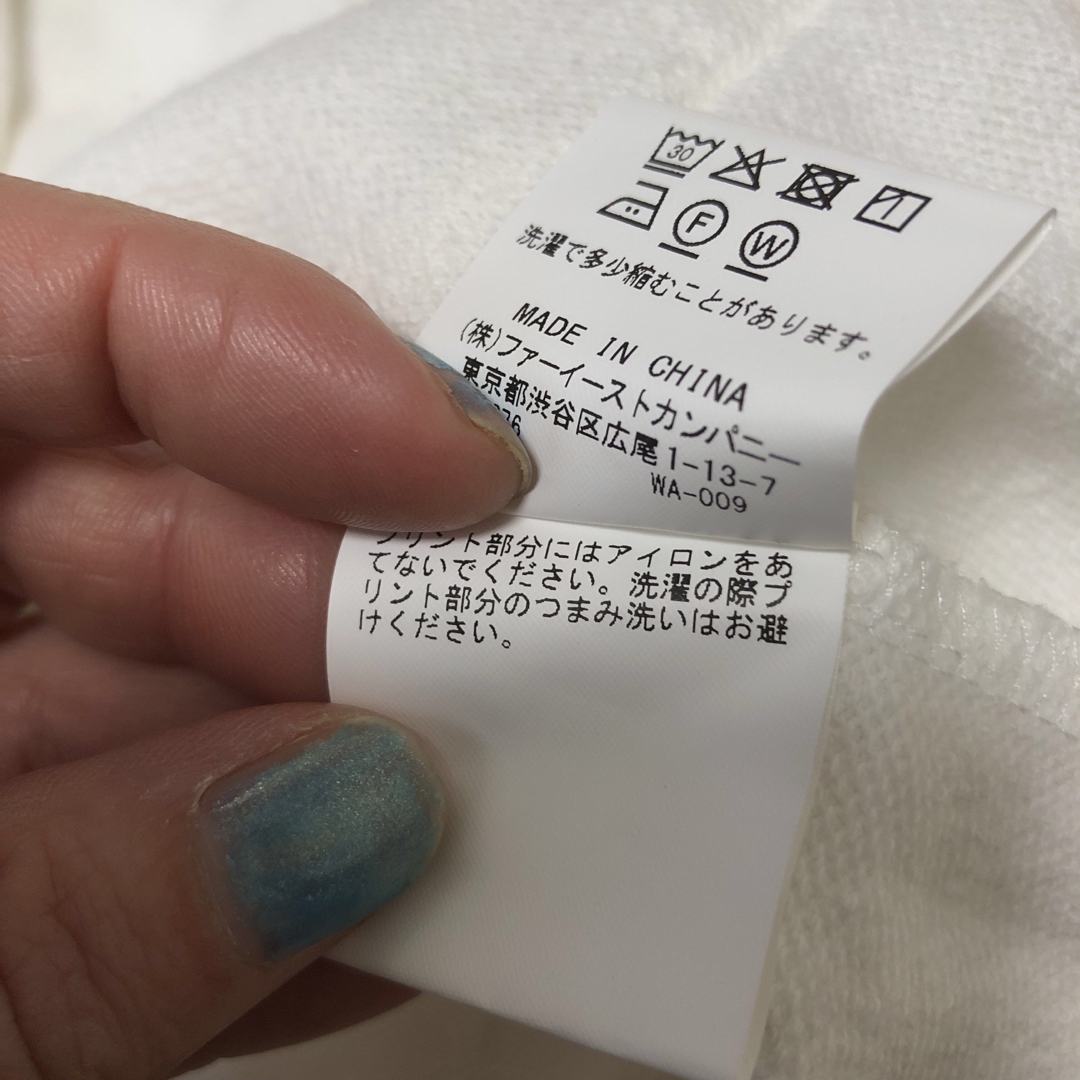 30
F W
洗濯で多少縮むことがあります。
MADE IN CHINA
(株)ファーイーストカンパニー
東京都渋谷区広尾1-13-7
WA-009
プリント部分にはアイロンをあ
てないでください。洗濯の際プ
リント部分のつまみ洗いはお避
けください。